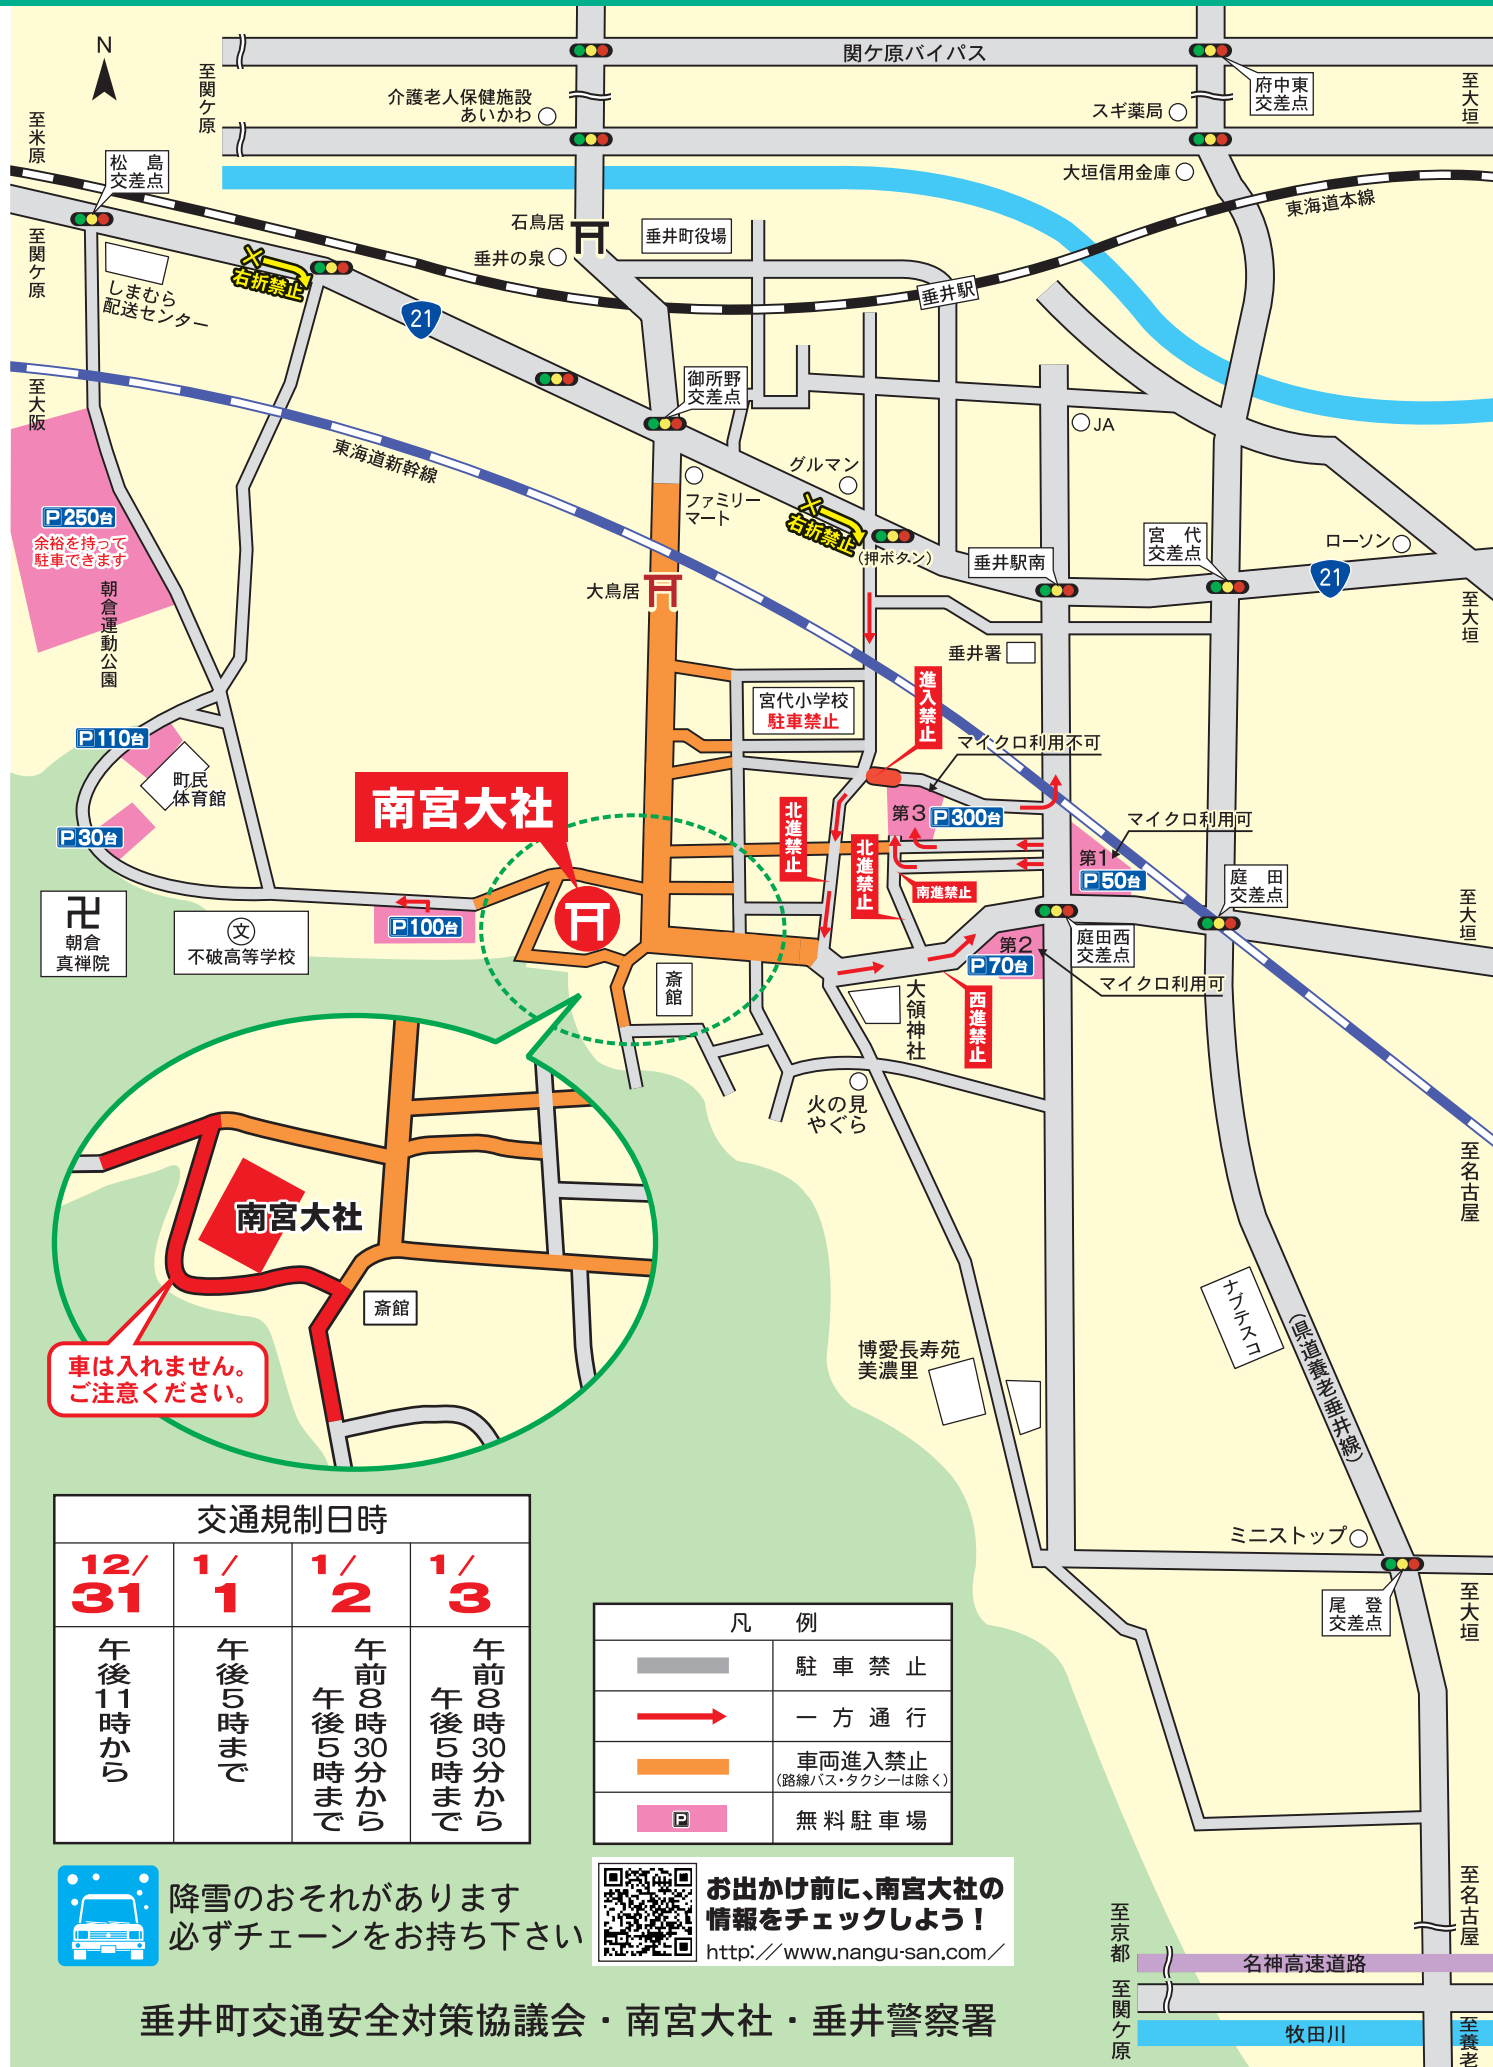 N
至関ケ原
関ケ原バイパス
府中東
交差点
至大垣
至米原
介護老人保健施設
あいかわ
スギ薬局
松島
交差点
大垣信用金庫
東海道本線
至関ケ原
石鳥居
垂井町役場
垂井の泉
右折禁止
しまむら
配送センター
垂井駅
21
至大阪
御所野
交差点
JA
東海道新幹線
グルマン
ファミリー
マート
右折禁止
(押ボタン)
P250台
余裕を持って
駐車できます
朝倉運動公園
垂井駅南
宮代
交差点
ローソン
21
至大垣
大鳥居
垂井署
宮代小学校
駐車禁止
進入禁止
マイクロ利用不可
P110台
町民
体育館
P30台
南宮大社
北進禁止
北進禁止
第3
P300台
マイクロ利用可
第1
P50台
南進禁止
庭田
交差点
至大垣
朝倉
真禅院
文
不破高等学校
P100台
庭田西
交差点
第2
P70台
マイクロ利用可
斎館
大領神社
西進禁止
火の見
やぐら
至名古屋
南宮大社
斎館
車は入れません。
ご注意ください。
ナブテスコ
(県道養老垂井線)
博愛長寿苑
美濃里
ミニストップ
尾登
交差点
至大垣
交通規制日時
12/31
1/1
1/2
1/3
午後11時から
午後5時まで
午前8時30分から
午後5時まで
午前8時30分から
午後5時まで
凡例
駐車禁止
一方通行
車両進入禁止
(路線バス・タクシーは除く)
P
無料駐車場
降雪のおそれがあります
必ずチェーンをお持ち下さい
お出かけ前に、南宮大社の
情報をチェックしよう！
http://www.nangu-san.com/
至名古屋
至京都
名神高速道路
至関ケ原
牧田川
至養老
垂井町交通安全対策協議会・南宮大社・垂井警察署